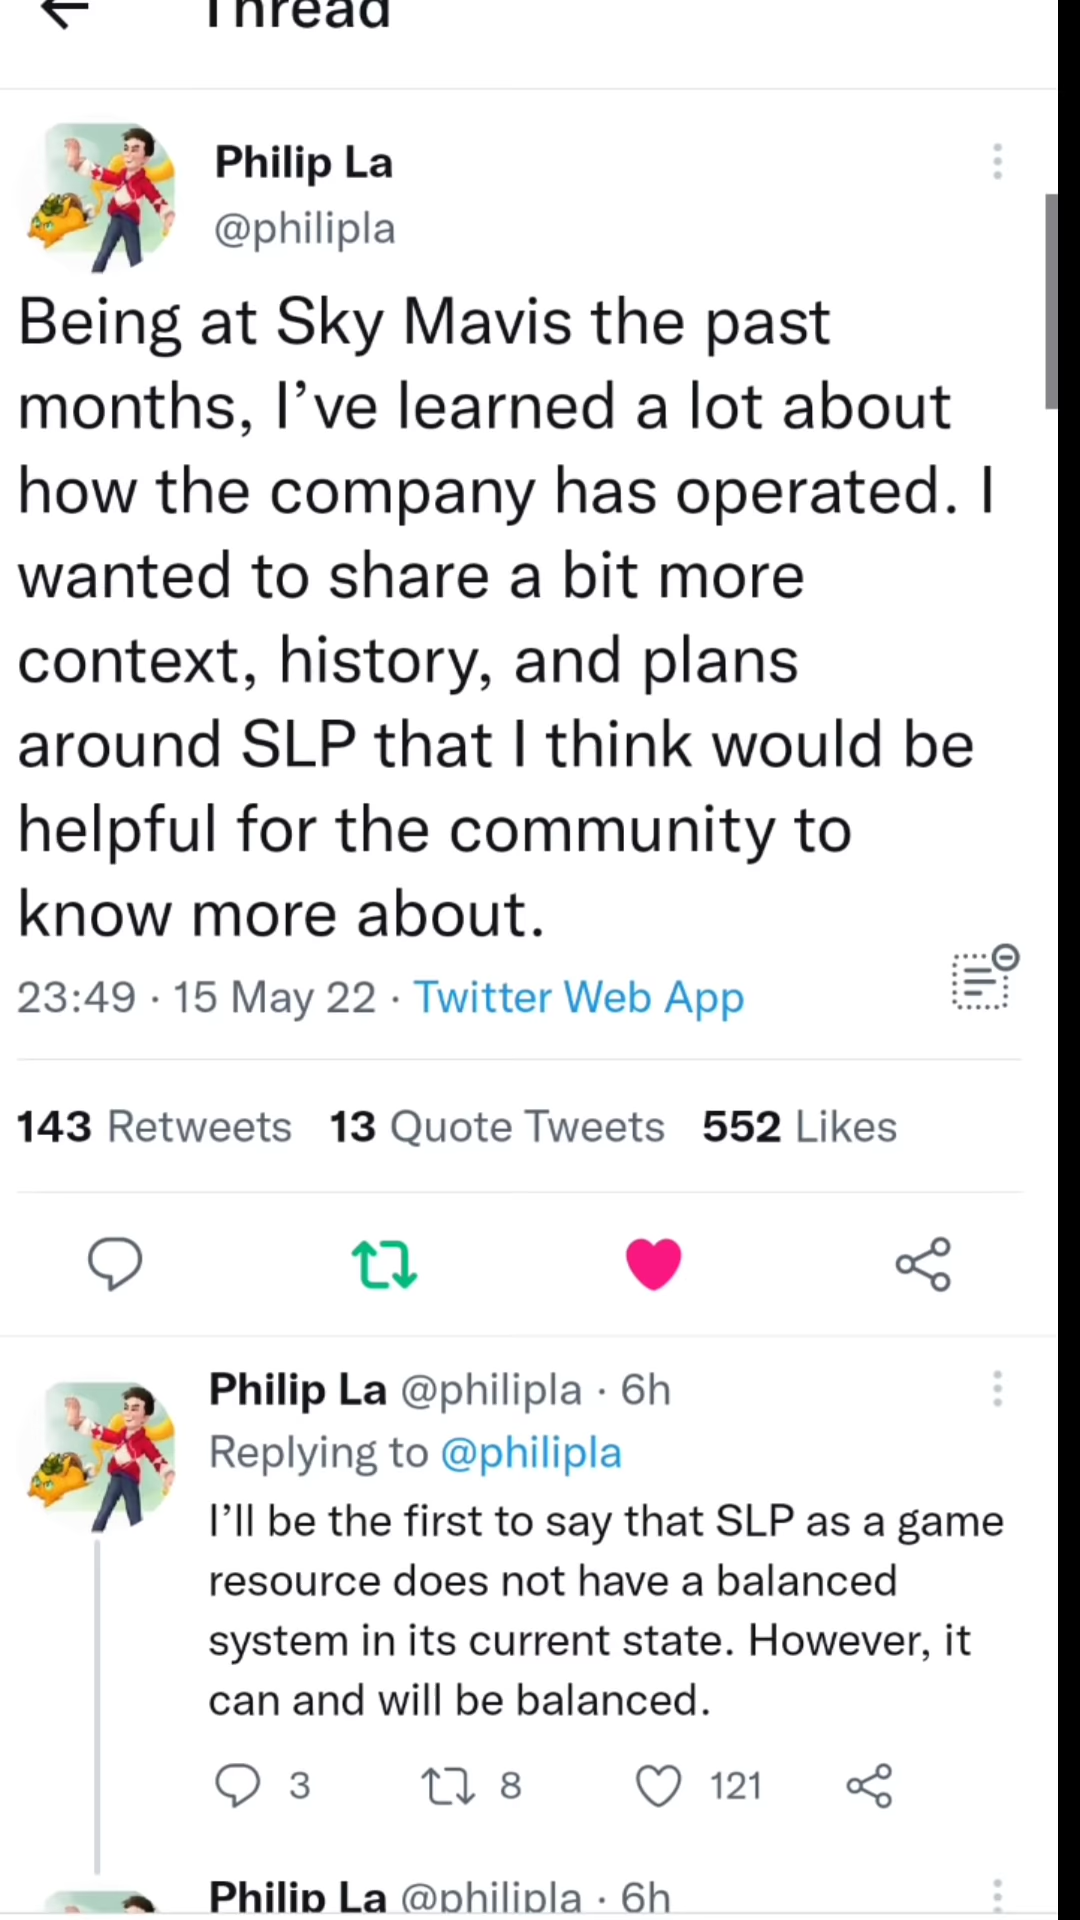 Thread
Philip La
@philipla
Being at Sky Mavis the past
months, I’ve learned a lot about
how the company has operated. I
wanted to share a bit more
context, history, and plans
around SLP that I think would be
helpful for the community to
know more about.
23:49 · 15 May 22 · Twitter Web App
143 Retweets 13 Quote Tweets 552 Likes
Philip La @philipla · 6h
Replying to @philipla
I’ll be the first to say that SLP as a game
resource does not have a balanced
system in its current state. However, it
can and will be balanced.
3 8 121
Philip La @philipla · 6h